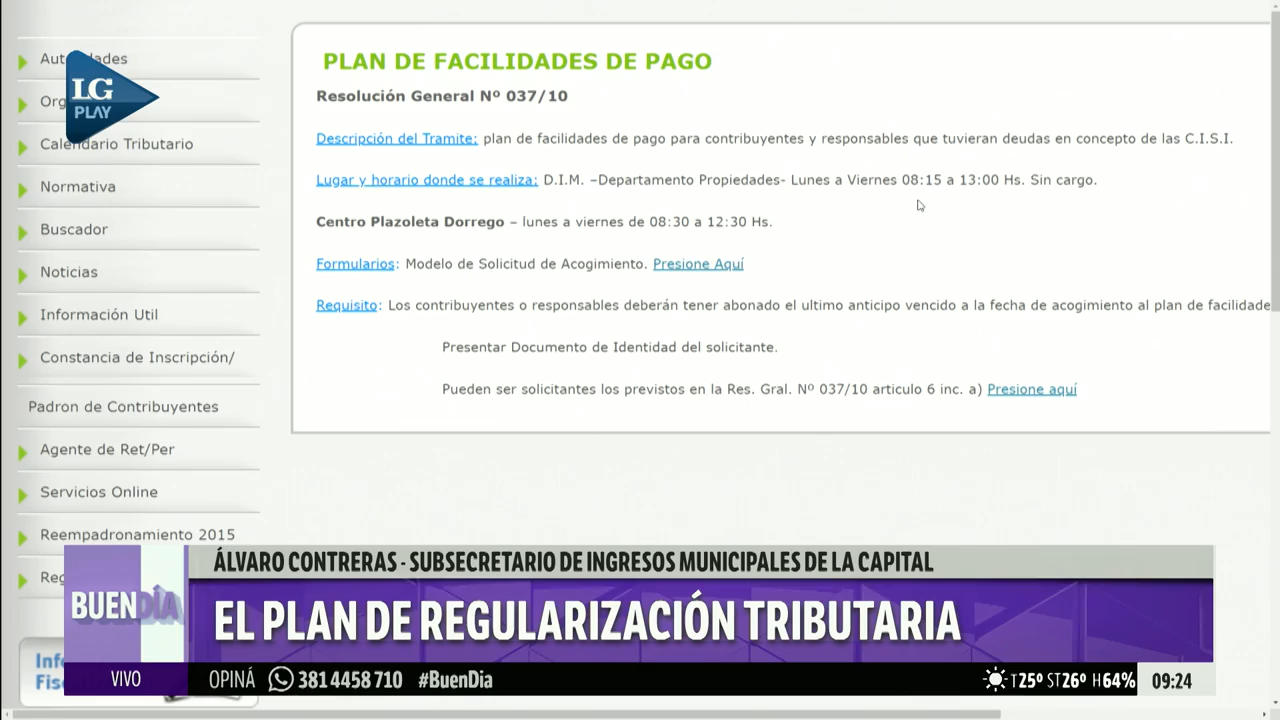 Autoridades
LG
PLAY
Calendario Tributario
Normativa
Buscador
Noticias
Información Util
Constancia de Inscripción/
Padron de Contribuyentes
Agente de Ret/Per
Servicios Online
Reempadronamiento 2015
PLAN DE FACILIDADES DE PAGO
Resolución General Nº 037/10
Descripción del Tramite: plan de facilidades de pago para contribuyentes y responsables que tuvieran deudas en concepto de las C.I.S.I.
Lugar y horario donde se realiza: D.I.M. –Departamento Propiedades- Lunes a Viernes 08:15 a 13:00 Hs. Sin cargo.
Centro Plazoleta Dorrego – lunes a viernes de 08:30 a 12:30 Hs.
Formularios: Modelo de Solicitud de Acogimiento. Presione Aquí
Requisito: Los contribuyentes o responsables deberán tener abonado el ultimo anticipo vencido a la fecha de acogimiento al plan de facilidade
Presentar Documento de Identidad del solicitante.
Pueden ser solicitantes los previstos en la Res. Gral. Nº 037/10 articulo 6 inc. a) Presione aquí
ÁLVARO CONTRERAS - SUBSECRETARIO DE INGRESOS MUNICIPALES DE LA CAPITAL
BUENDÍA
EL PLAN DE REGULARIZACIÓN TRIBUTARIA
VIVO OPINÁ 381 4458 710 #BuenDia T25º ST26º H64% 09:24